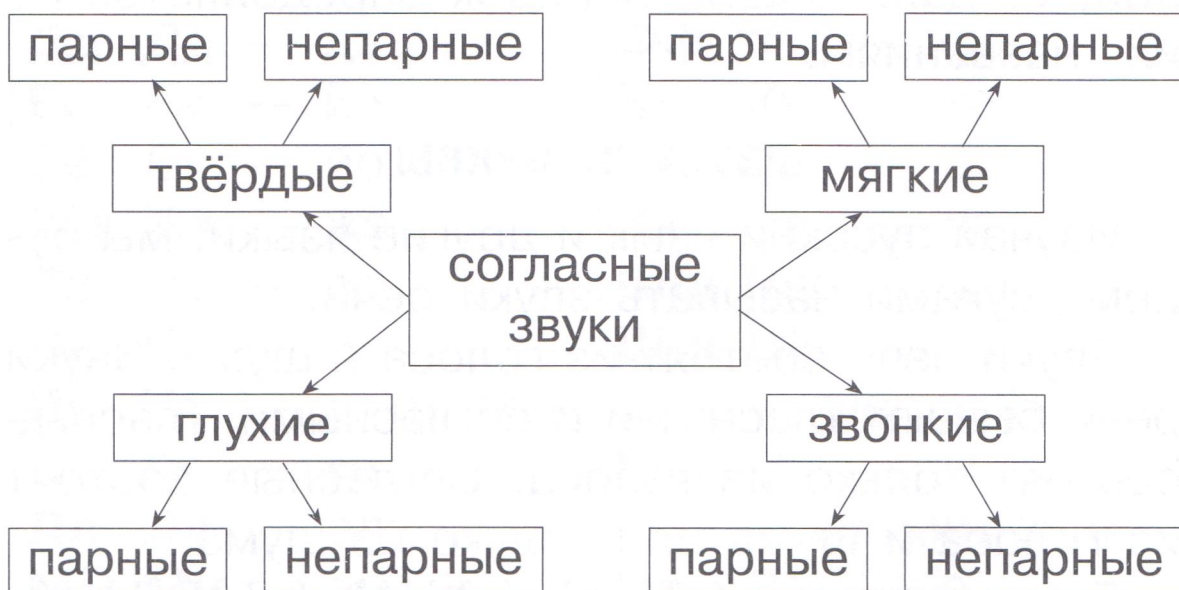 парные непарные парные непарные
твёрдые мягкие
согласные
звуки
глухие звонкие
парные непарные парные непарные